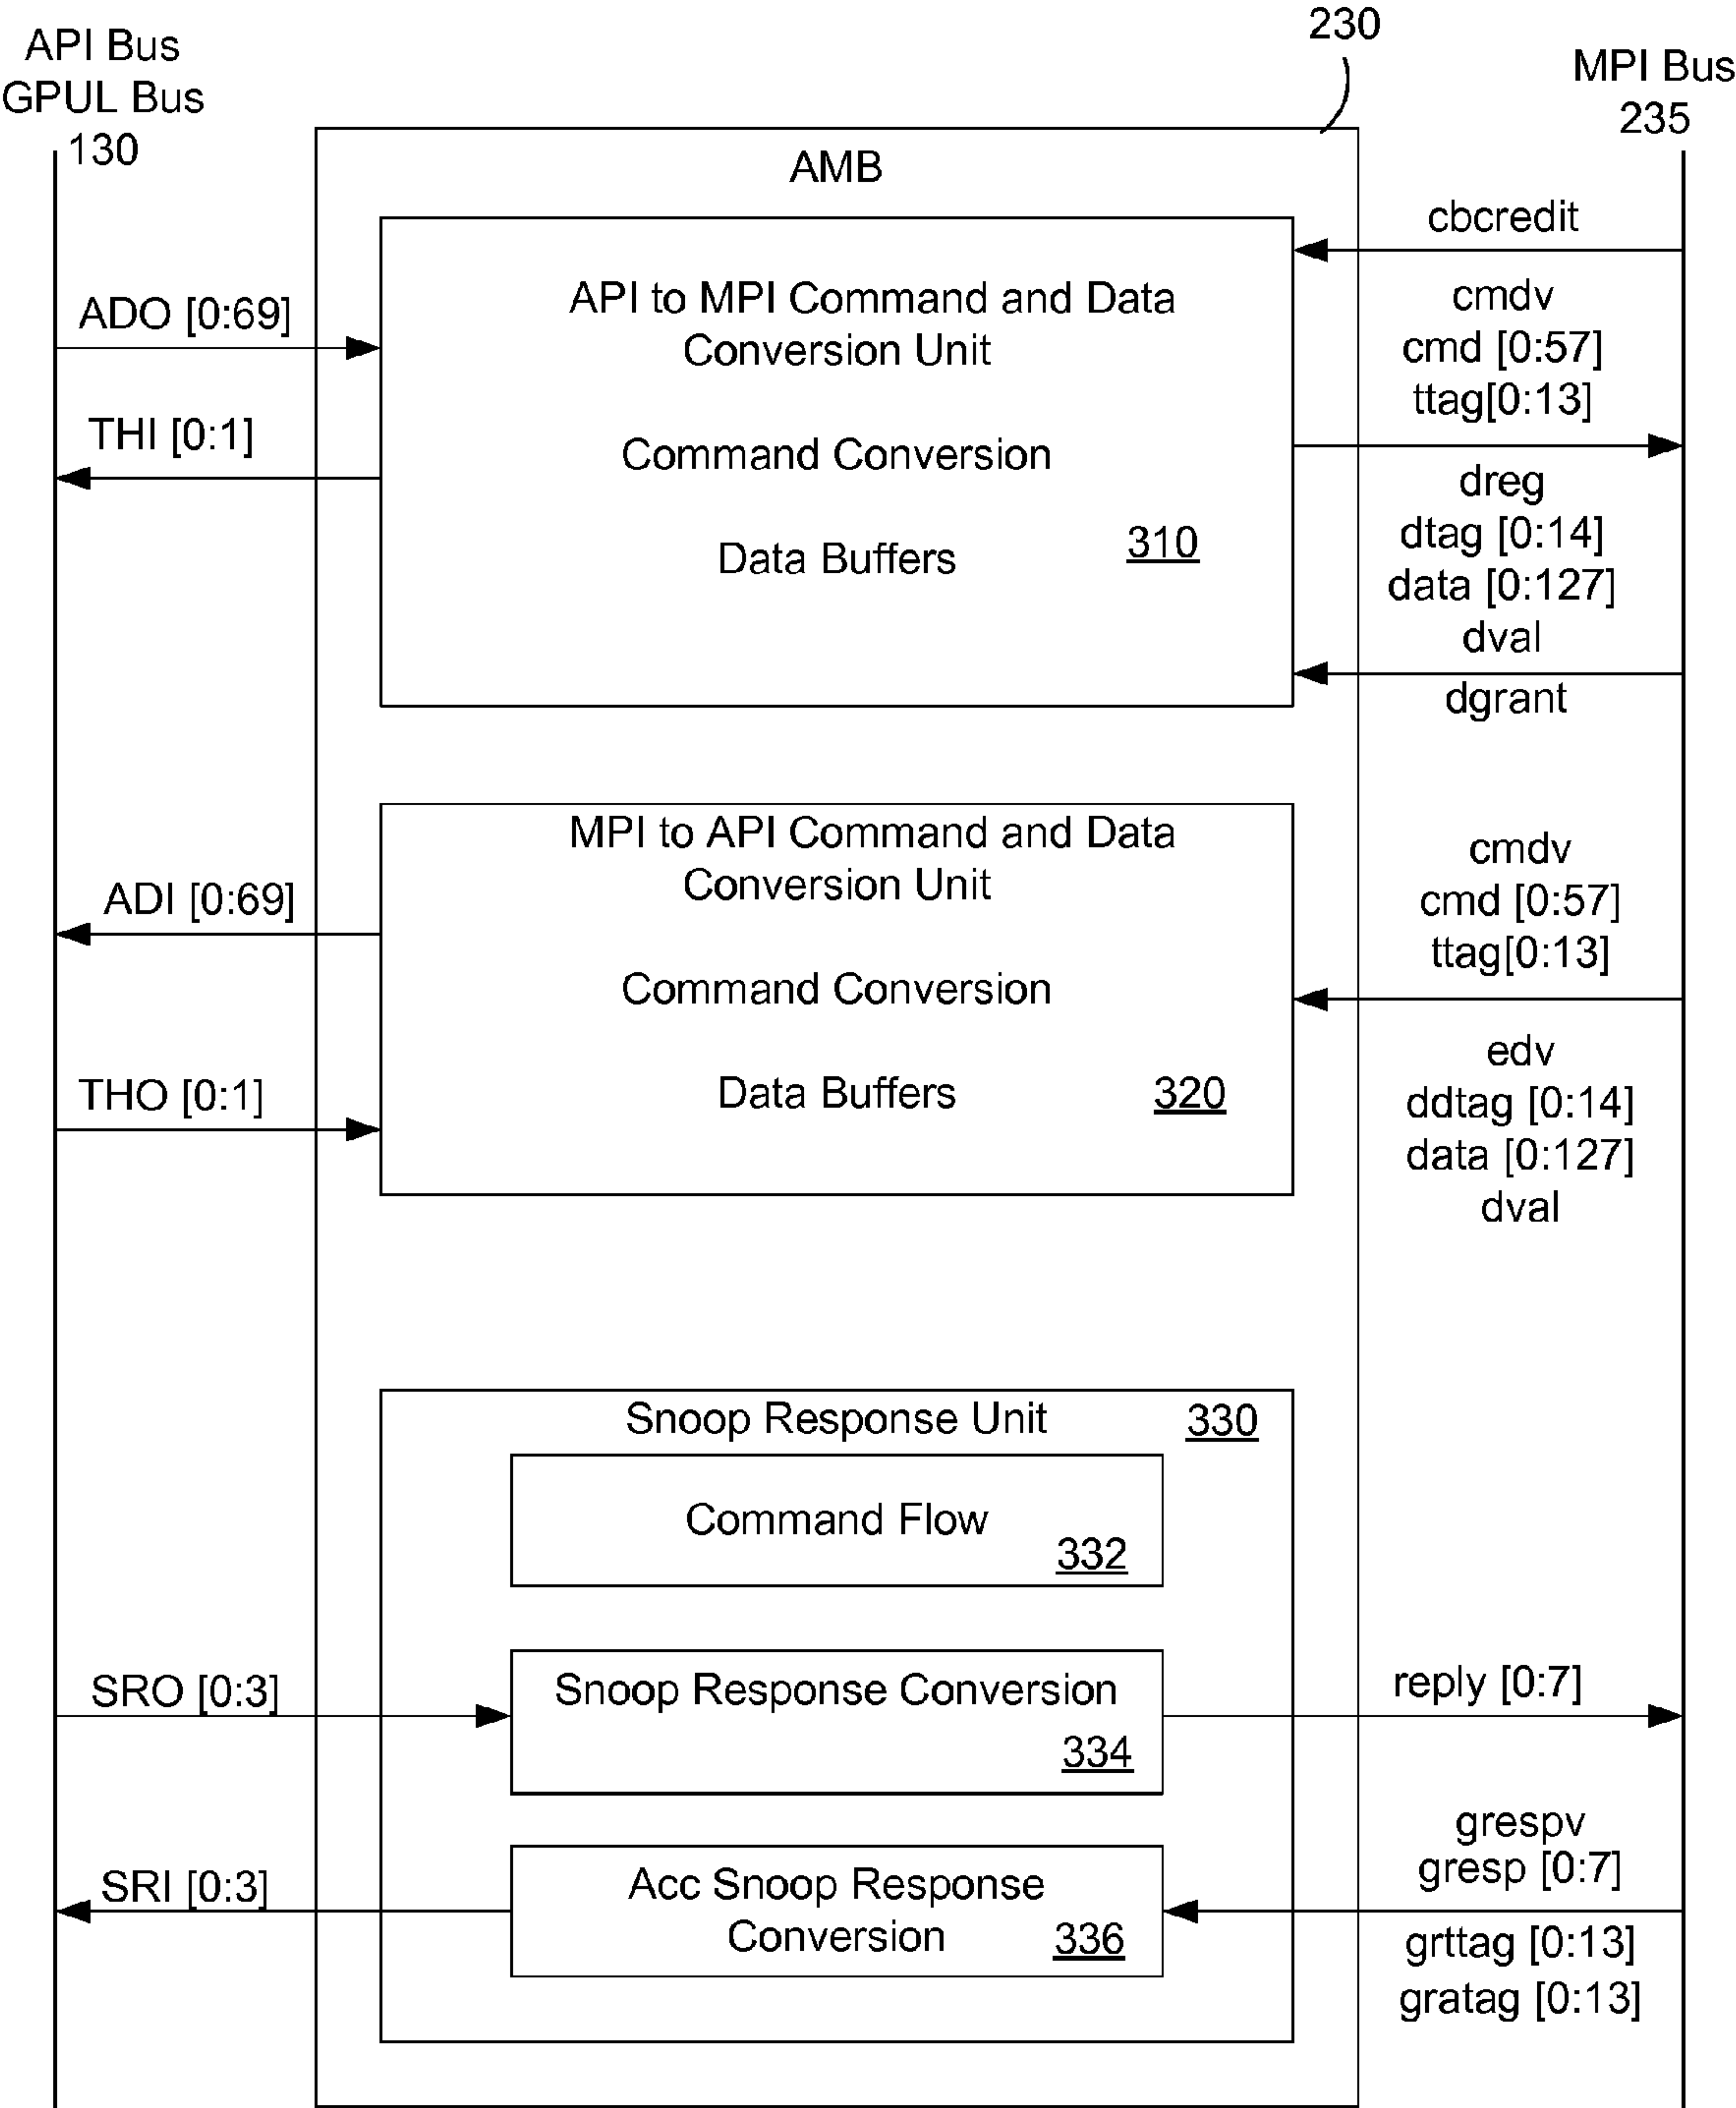 230
API Bus
GPUL Bus
130
MPI Bus
235
AMB
cbcredit
API to MPI Command and Data
Conversion Unit
Command Conversion
Data Buffers
310
ADO [0:69]
THI [0:1]
cmdv
cmd [0:57]
ttag[0:13]
dreg
dtag [0:14]
data [0:127]
dval
dgrant
MPI to API Command and Data
Conversion Unit
Command Conversion
Data Buffers
320
ADI [0:69]
THO [0:1]
cmdv
cmd [0:57]
ttag[0:13]
edv
ddtag [0:14]
data [0:127]
dval
Snoop Response Unit
330
Command Flow
332
SRO [0:3]
Snoop Response Conversion
334
reply [0:7]
SRI [0:3]
Acc Snoop Response
Conversion
336
grespv
gresp [0:7]
grttag [0:13]
gratag [0:13]